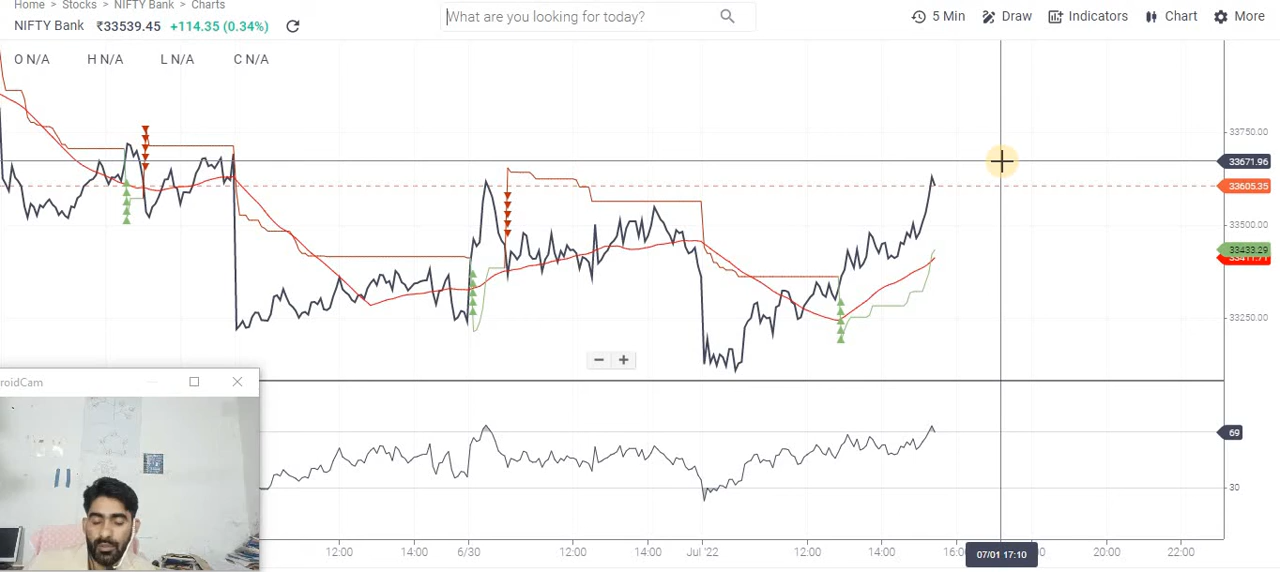 Home > Stocks > NIFTY Bank > Charts
NIFTY Bank ₹33539.45 +114.35 (0.34%)
What are you looking for today?
5 Min Draw Indicators Chart More
O N/A H N/A L N/A C N/A
33750.00
33671.96
33605.35
33500.00
33433.29
33250.00
roidCam
69
30
12:00 14:00 6/30 12:00 14:00 Jul '22 12:00 14:00 16:00 20:00 22:00
07/01 17:10